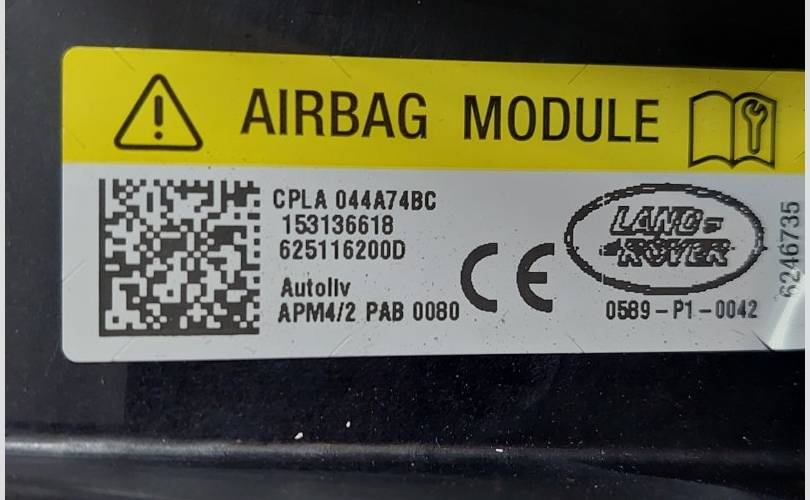 AIRBAG MODULE
CPLA 044A74BC
153136618
625116200D
Autoliv
APM4/2 PAB 0080
CE
LAND-
ROVER
0589-P1-0042
6246735